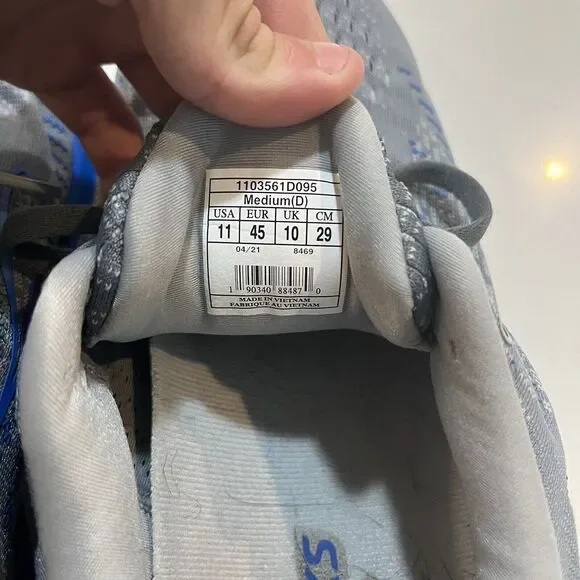 1103561D095
Medium(D)
USA EUR UK CM
11 45 10 29
04/21 8469
1 90340 88487 0
MADE IN VIETNAM
FABRIQUE AU VIETNAM
KS